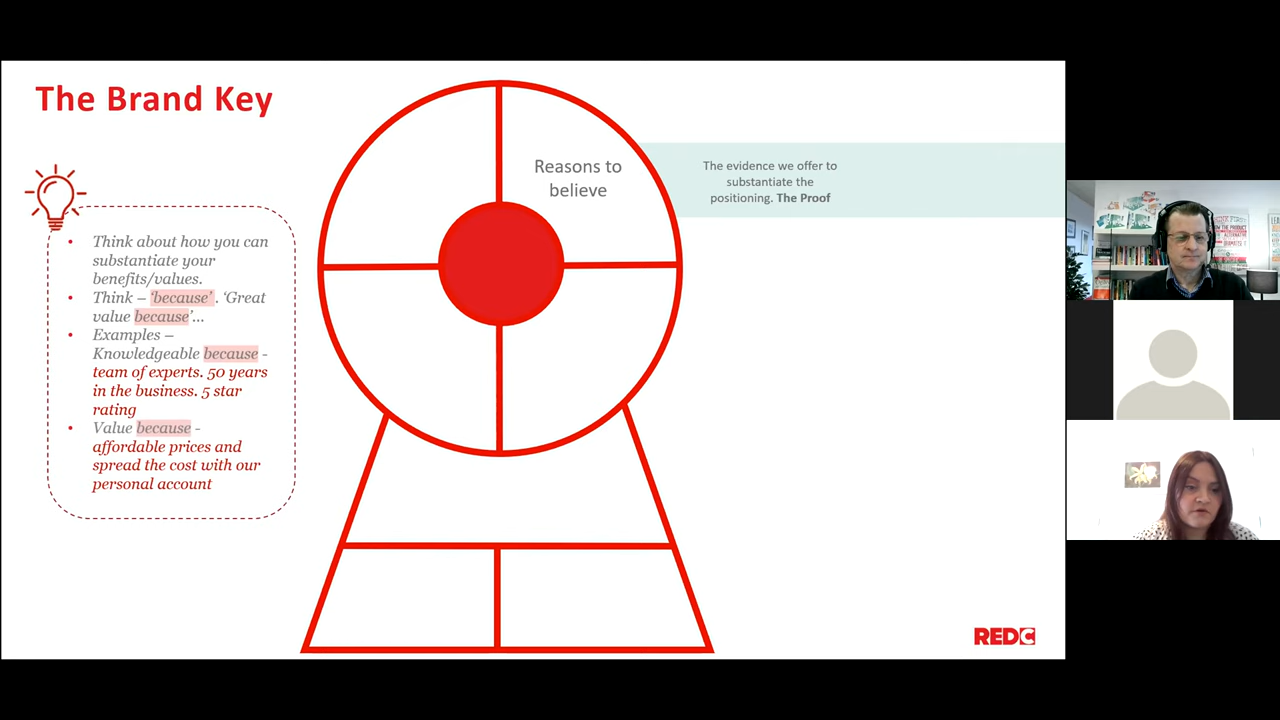 The Brand Key
Think about how you can
substantiate your
benefits/values.
Think – ‘because’ . ‘Great
value because’...
Examples –
Knowledgeable because -
team of experts. 50 years
in the business. 5 star
rating
Value because -
affordable prices and
spread the cost with our
personal account
Reasons to
believe
The evidence we offer to
substantiate the
positioning. The Proof
REDC